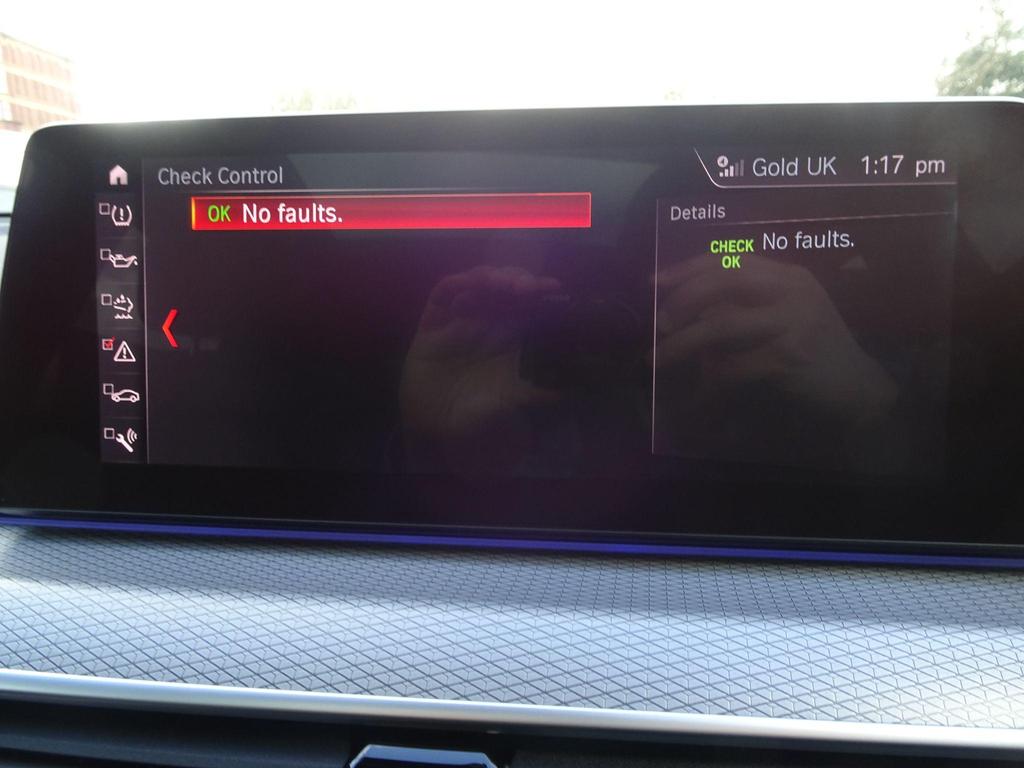 Check Control
Gold UK 1:17 pm
OK No faults.
Details
CHECK OK No faults.